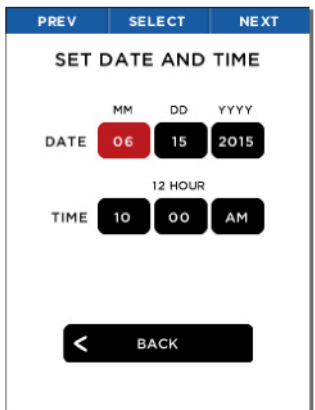 PREV SELECT NEXT
SET DATE AND TIME
MM DD YYYY
DATE 06 15 2015
12 HOUR
TIME 10 00 AM
< BACK